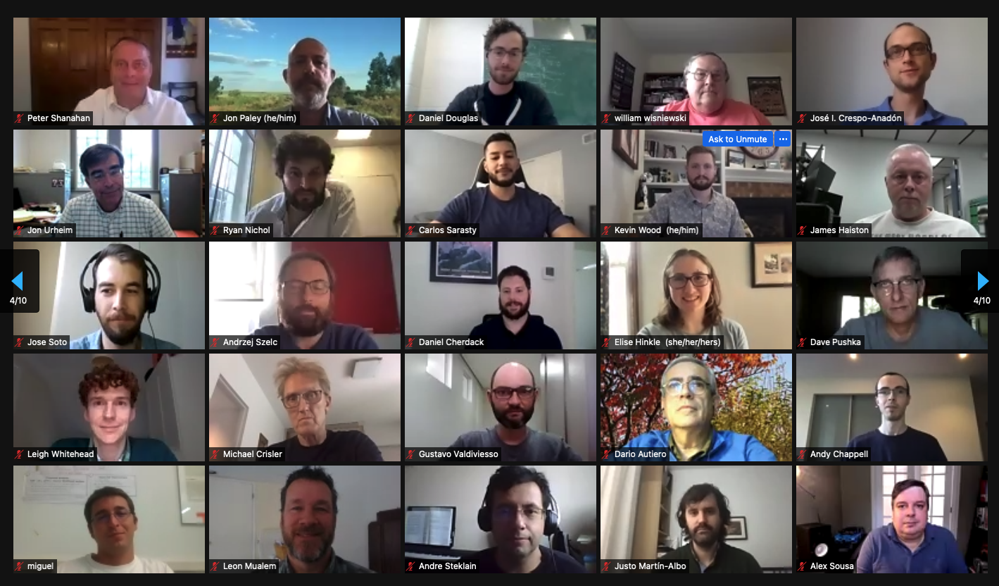 Peter Shanahan
Jon Paley (he/him)
Daniel Douglas
william wisniewski
José I. Crespo-Anadón
Ask to Unmute
Jon Urheim
Ryan Nichol
Carlos Sarasty
Kevin Wood (he/him)
James Haiston
4/10
4/10
Jose Soto
Andrzej Szelc
Daniel Cherdack
Elise Hinkle (she/her/hers)
Dave Pushka
Leigh Whitehead
Michael Crisler
Gustavo Valdiviesso
Dario Autiero
Andy Chappell
miguel
Leon Mualem
Andre Steklain
Justo Martín-Albo
Alex Sousa